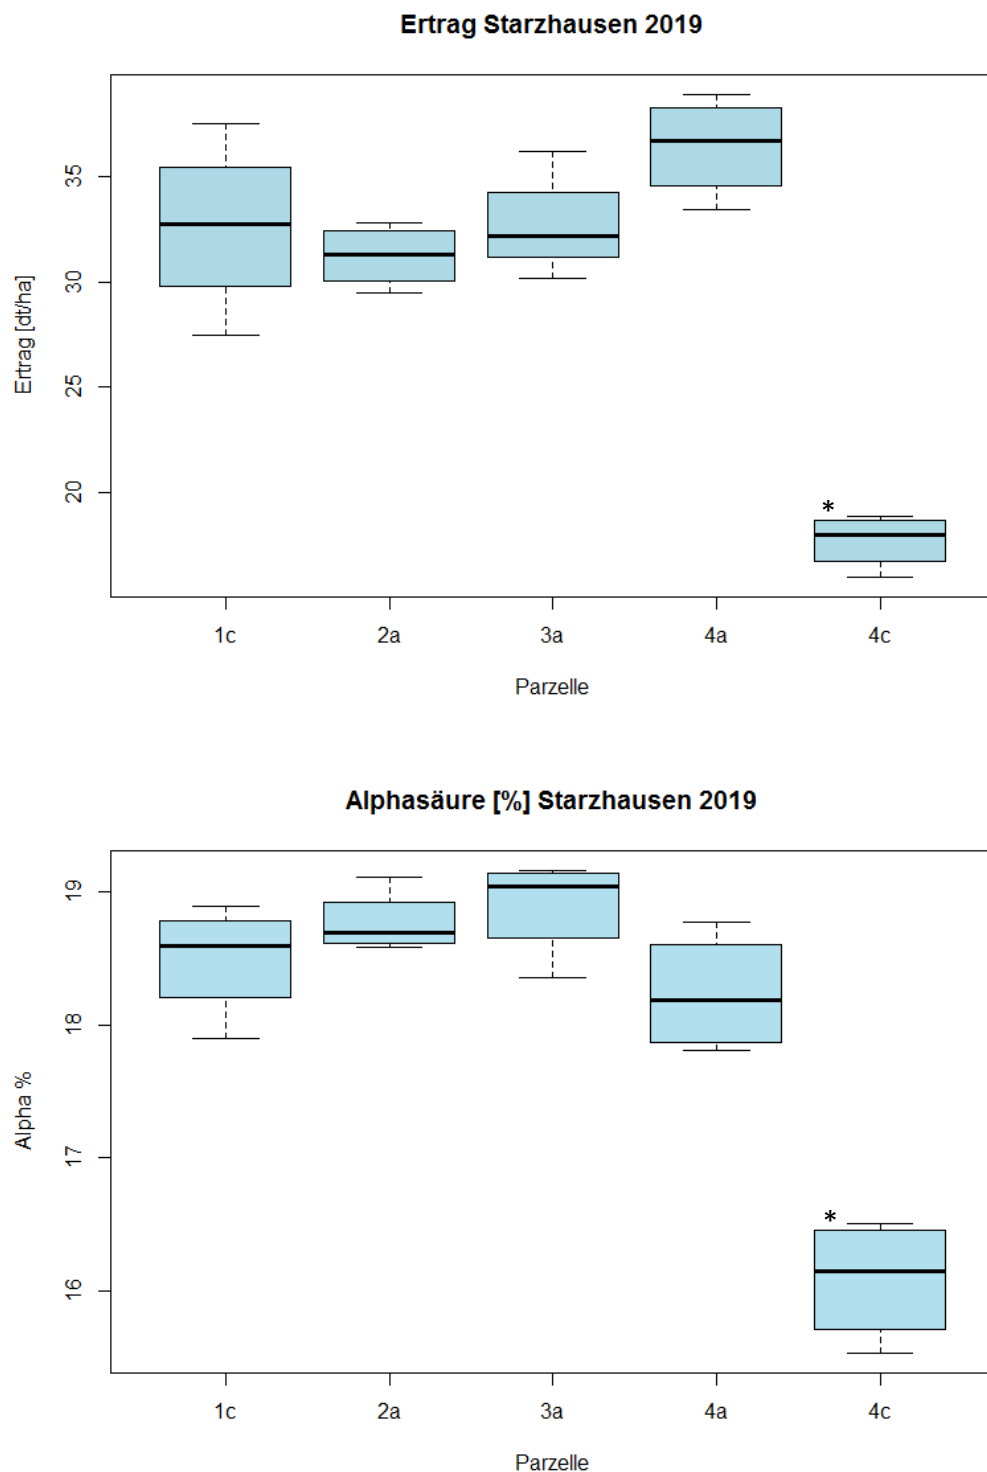 Ertrag Starzhausen 2019
Ertrag [dt/ha]
35
30
25
20
*
1c 2a 3a 4a 4c
Parzelle
Alphasäure [%] Starzhausen 2019
Alpha %
19
18
17
16
*
1c 2a 3a 4a 4c
Parzelle